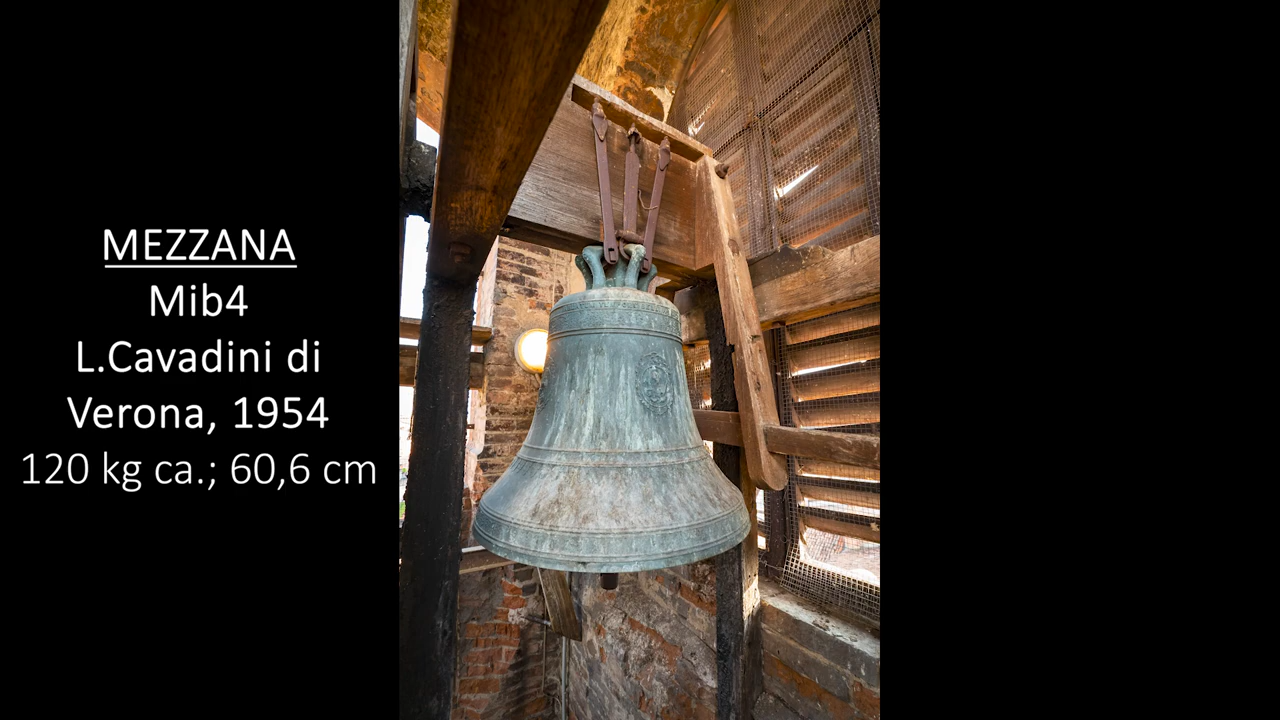 MEZZANA
Mib4
L.Cavadini di
Verona, 1954
120 kg ca.; 60,6 cm